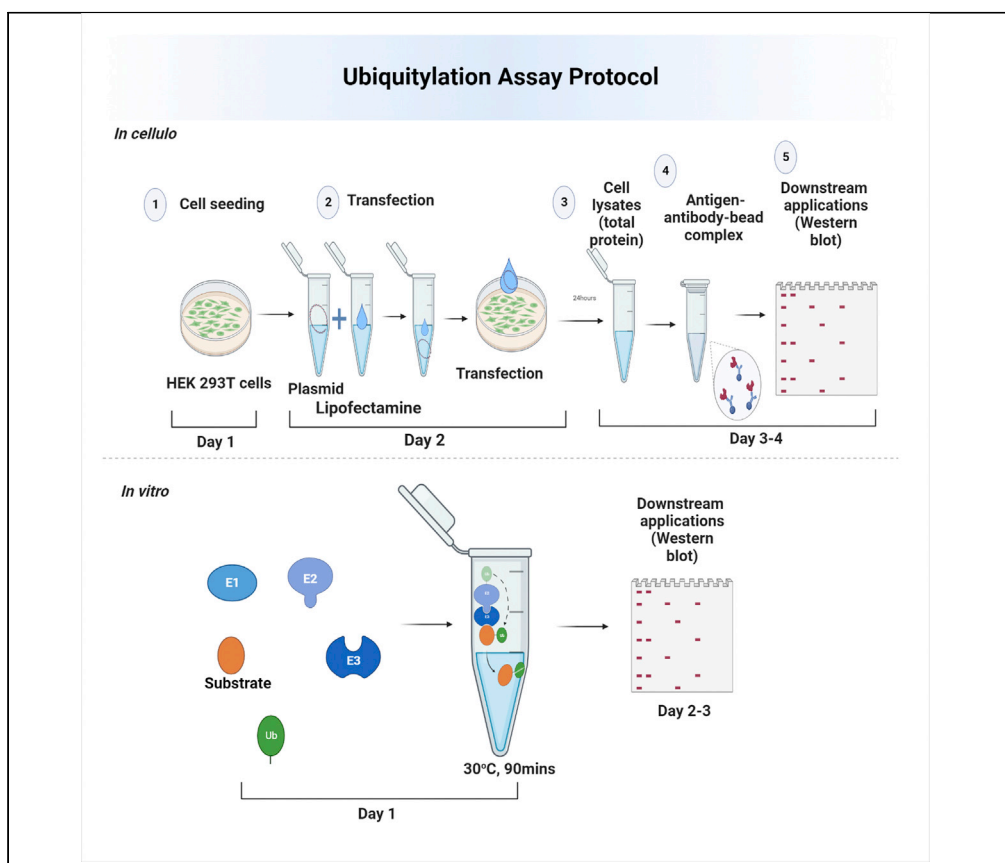 Ubiquitylation Assay Protocol
In cellulo
1
Cell seeding
2
Transfection
3
Cell
lysates
(total
protein)
4
Antigen-
antibody-bead
complex
5
Downstream
applications
(Western
blot)
24hours
HEK 293T cells
Plasmid
Lipofectamine
Transfection
Day 1
Day 2
Day 3-4
In vitro
E1
E2
Substrate
E3
Ub
30°C, 90mins
Day 1
Downstream
applications
(Western
blot)
Day 2-3